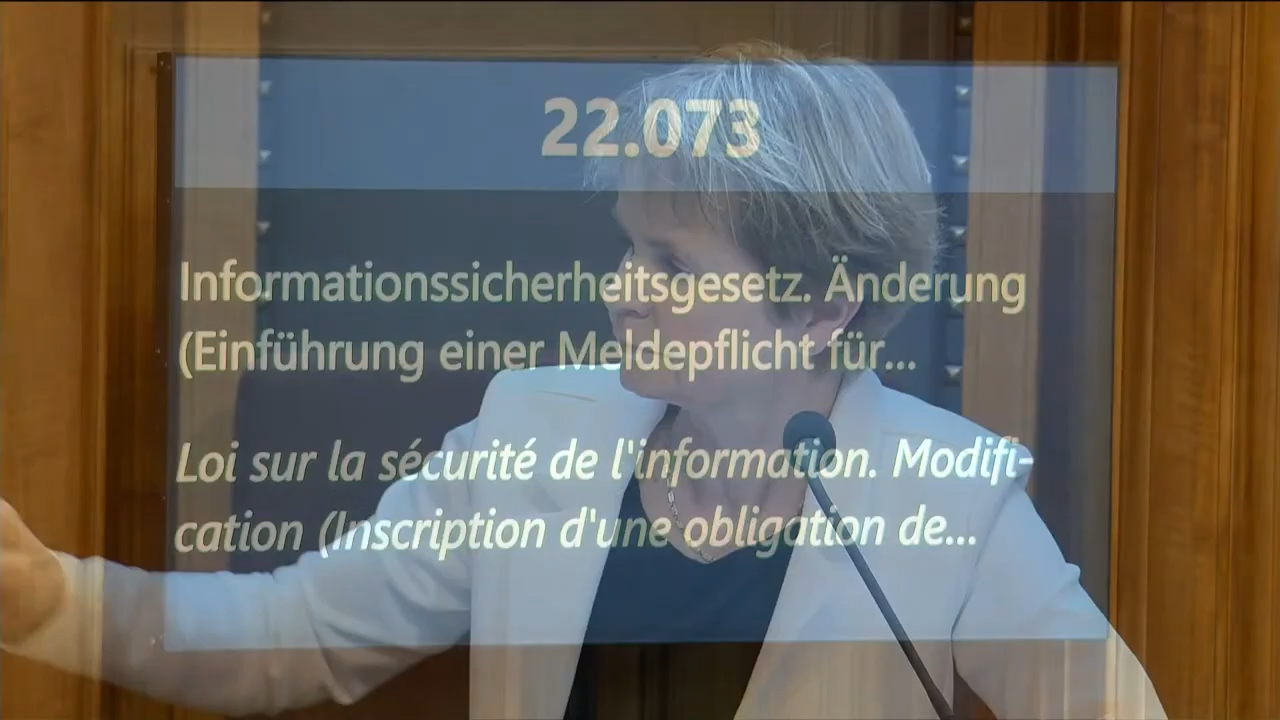 22.073
Informationssicherheitsgesetz. Änderung
(Einführung einer Meldepflicht für...
Loi sur la sécurité de l'information. Modifi-
cation (Inscription d'une obligation de...